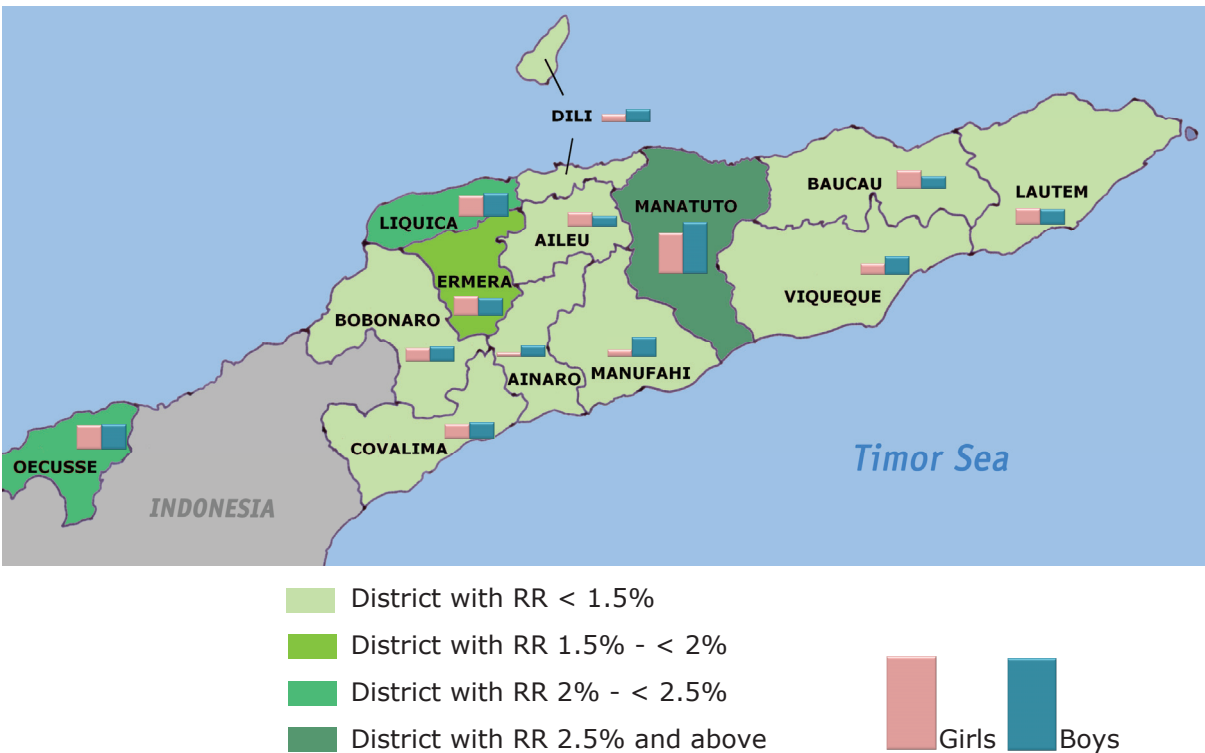 DILI
BAUCAU
LAUTEM
MANATUTO
LIQUICA
AILEU
ERMERA
VIQUEQUE
BOBONARO
AINARO
MANUFAHI
COVALIMA
OECUSSE
Timor Sea
INDONESIA
District with RR < 1.5%
District with RR 1.5% - < 2%
District with RR 2% - < 2.5%
District with RR 2.5% and above
Girls
Boys